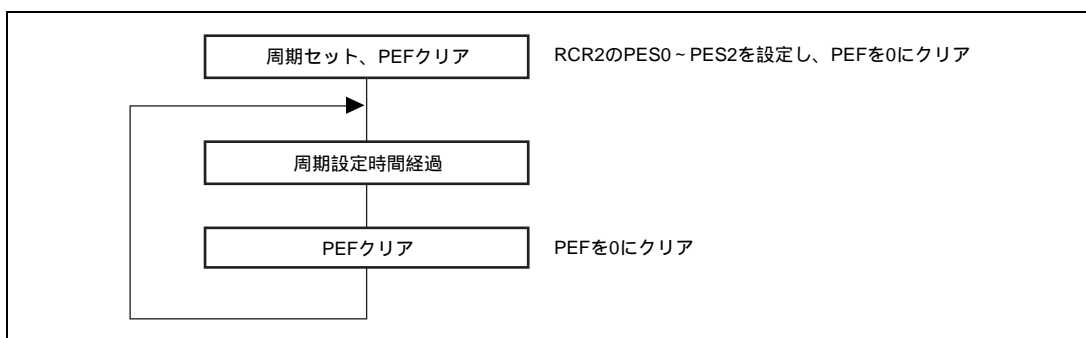 周期セット、PEFクリア
RCR2のPES0~PES2を設定し、PEFを0にクリア
周期設定時間経過
PEFクリア
PEFを0にクリア